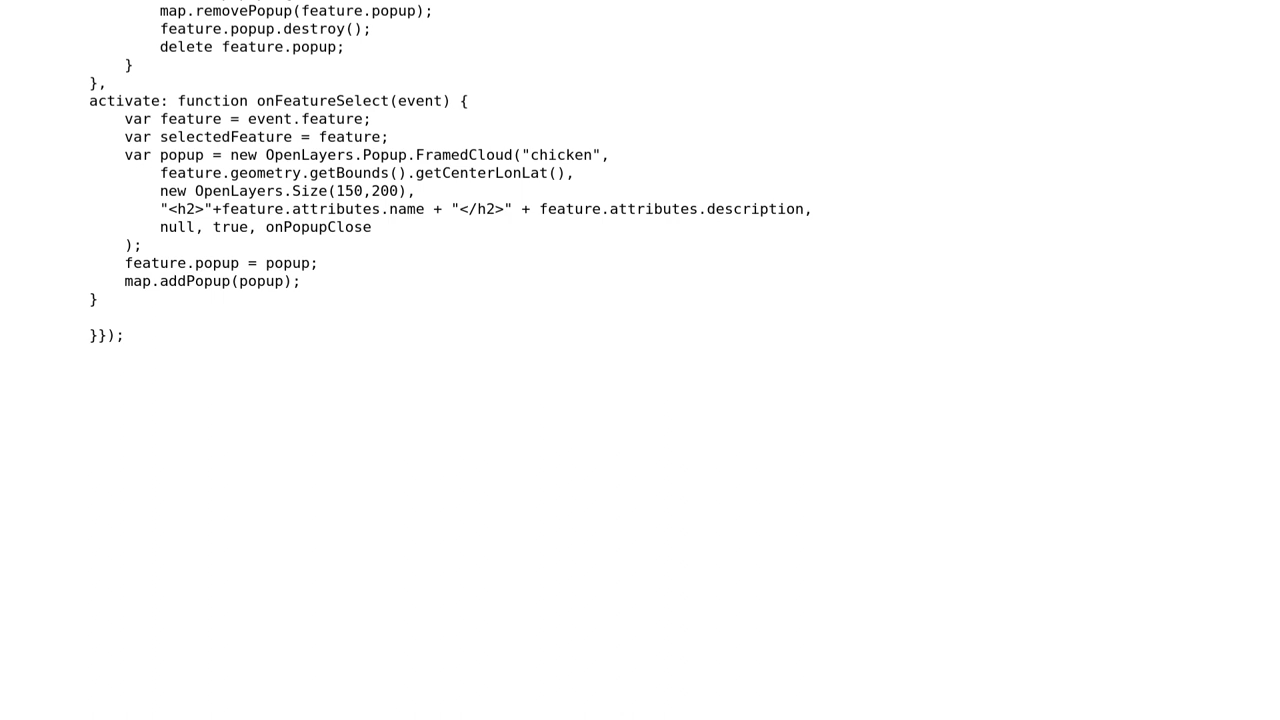 map.removePopup(feature.popup);
feature.popup.destroy();
delete feature.popup;
}
},
activate: function onFeatureSelect(event) {
var feature = event.feature;
var selectedFeature = feature;
var popup = new OpenLayers.Popup.FramedCloud("chicken",
feature.geometry.getBounds().getCenterLonLat(),
new OpenLayers.Size(150,200),
"<h2>"+feature.attributes.name + "</h2>" + feature.attributes.description,
null, true, onPopupClose
);
feature.popup = popup;
map.addPopup(popup);
}
}});